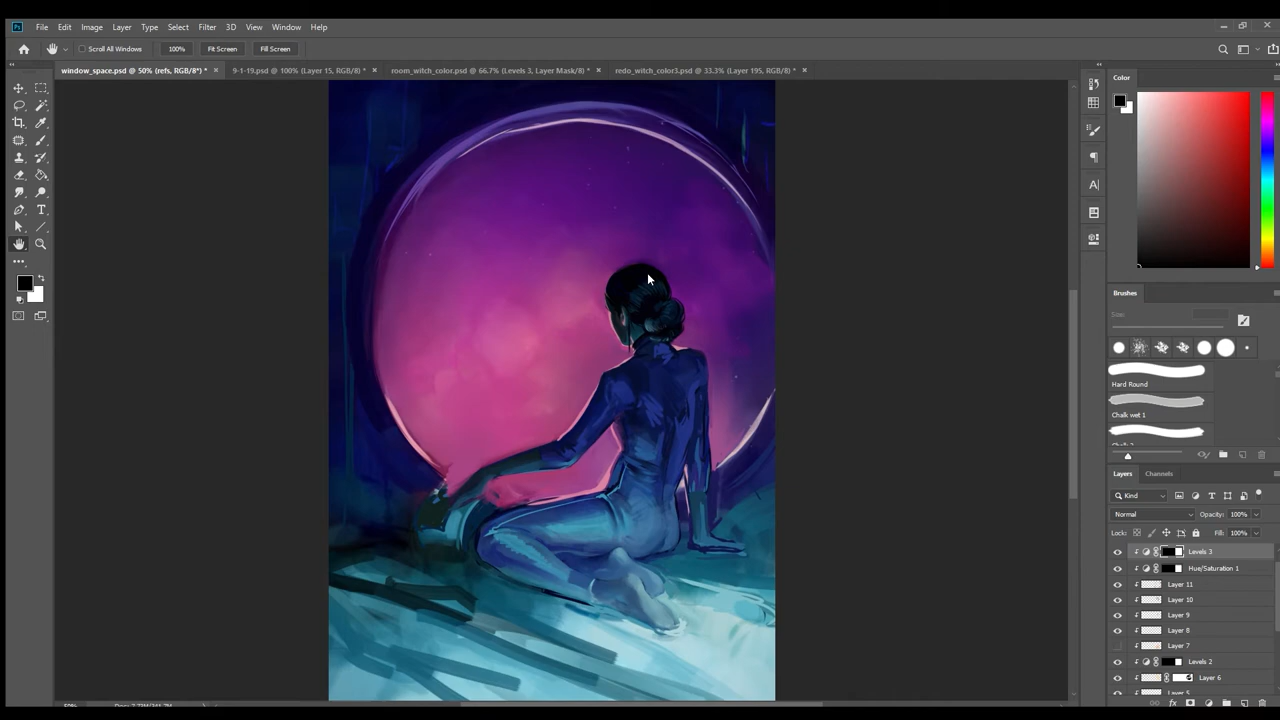 Ps File Edit Image Layer Type Select Filter 3D View Window Help
Scroll All Windows 100% Fit Screen Fill Screen
window_space.psd @ 50% (refs, RGB/8*) * × 9-1-19.psd @ 100% (Layer 15, RGB/8) * × room_witch_color.psd @ 66.7% (Levels 3, Layer Mask/8) * × redo_witch_color3.psd @ 33.3% (Layer 195, RGB/8) * ×
Color
Brushes
Size:
Hard Round
Chalk wet 1
Layers Channels
Kind
Normal Opacity: 100%
Lock: Fill: 100%
Levels 3
Hue/Saturation 1
Layer 11
Layer 10
Layer 9
Layer 8
Layer 7
Levels 2
Layer 6
Layer 5